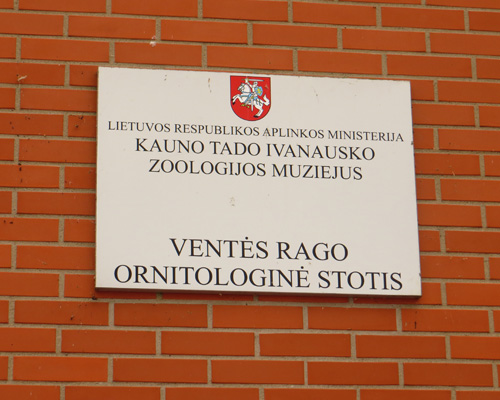 LIETUVOS RESPUBLIKOS APLINKOS MINISTERIJA
KAUNO TADO IVANAUSKO
ZOOLOGIJOS MUZIEJUS
VENTĖS RAGO
ORNITOLOGINĖ STOTIS